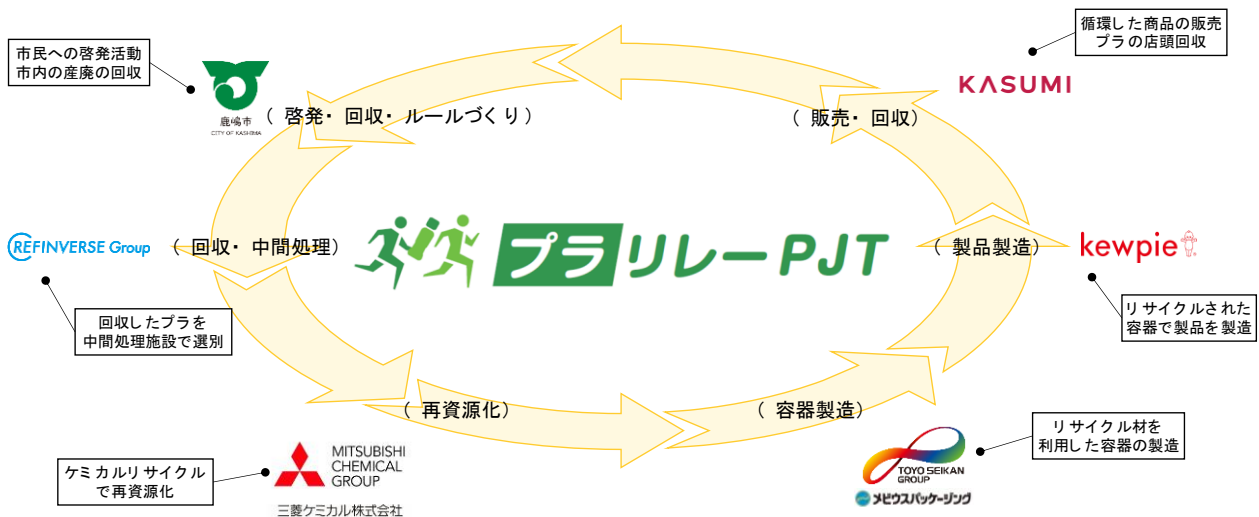 市民への啓発活動
市内の産廃の回収
鹿嶋市
CITY OF KASHIMA
( 啓発・ 回収・ ルールづくり )
循環した商品の販売
プラの店頭回収
KASUMI
( 販売・ 回収 )
REFINVERSE Group
( 回収・ 中間処理 )
プラリレーPJT
( 製品製造 )
kewpie
回収したプラを
中間処理施設で選別
リサイクルされた
容器で製品を製造
( 再資源化 )
( 容器製造 )
ケミカルリサイクル
で再資源化
MITSUBISHI
CHEMICAL
GROUP
三菱ケミカル株式会社
TOYO SEIKAN
GROUP
メビウスパッケージング
リサイクル材を
利用した容器の製造